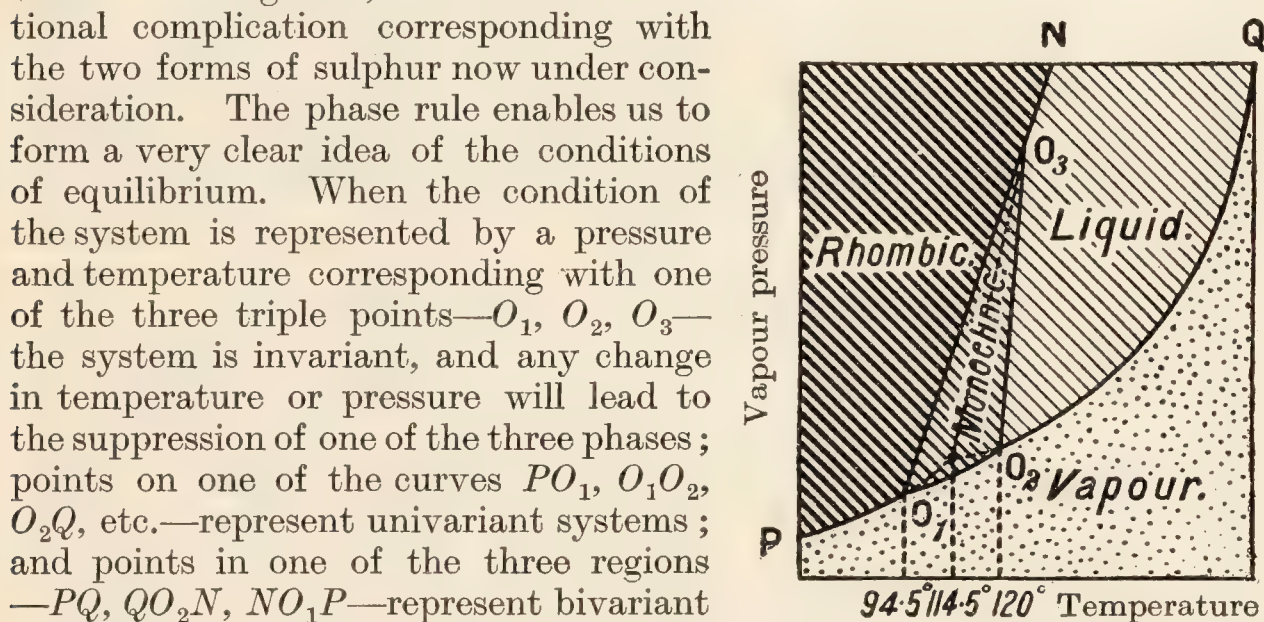 tional complication corresponding with
the two forms of sulphur now under con-
sideration. The phase rule enables us to
form a very clear idea of the conditions
of equilibrium. When the condition of
the system is represented by a pressure
and temperature corresponding with one
of the three triple points—O₁, O₂, O₃—
the system is invariant, and any change
in temperature or pressure will lead to
the suppression of one of the three phases ;
points on one of the curves PO₁, O₁O₂,
O₂Q, etc.—represent univariant systems ;
and points in one of the three regions
—PQ, QO₂N, NO₁P—represent bivariant
N
Q
O₃
Rhombic.
Liquid.
Monoclinic
O₂
Vapour.
O₁
P
Vapour pressure
94·5° 114·5° 120° Temperature